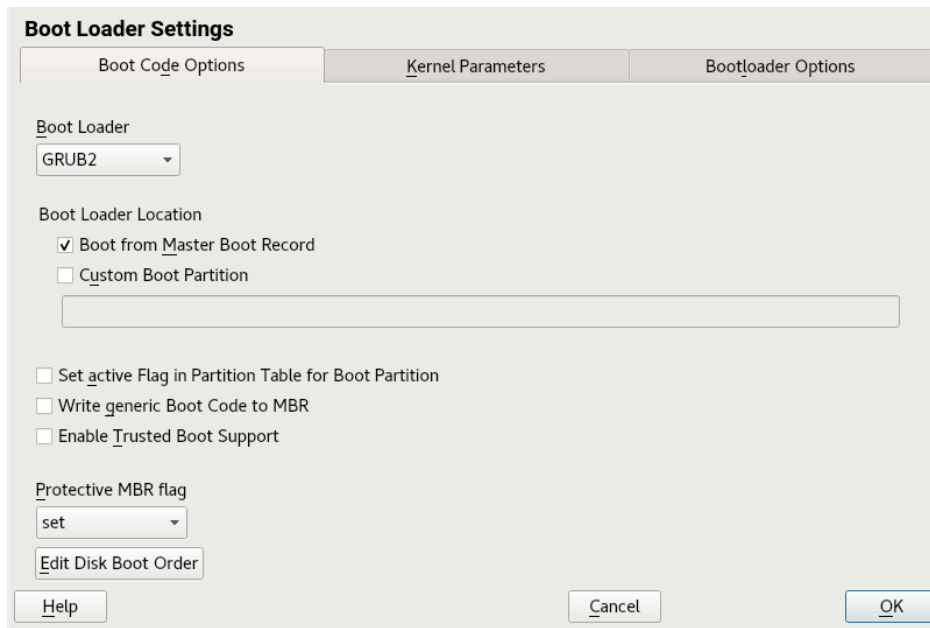 Boot Loader Settings
Boot Code Options
Kernel Parameters
Bootloader Options
Boot Loader
GRUB2
Boot Loader Location
Boot from Master Boot Record
Custom Boot Partition
Set active Flag in Partition Table for Boot Partition
Write generic Boot Code to MBR
Enable Trusted Boot Support
Protective MBR flag
set
Edit Disk Boot Order
Help
Cancel
OK